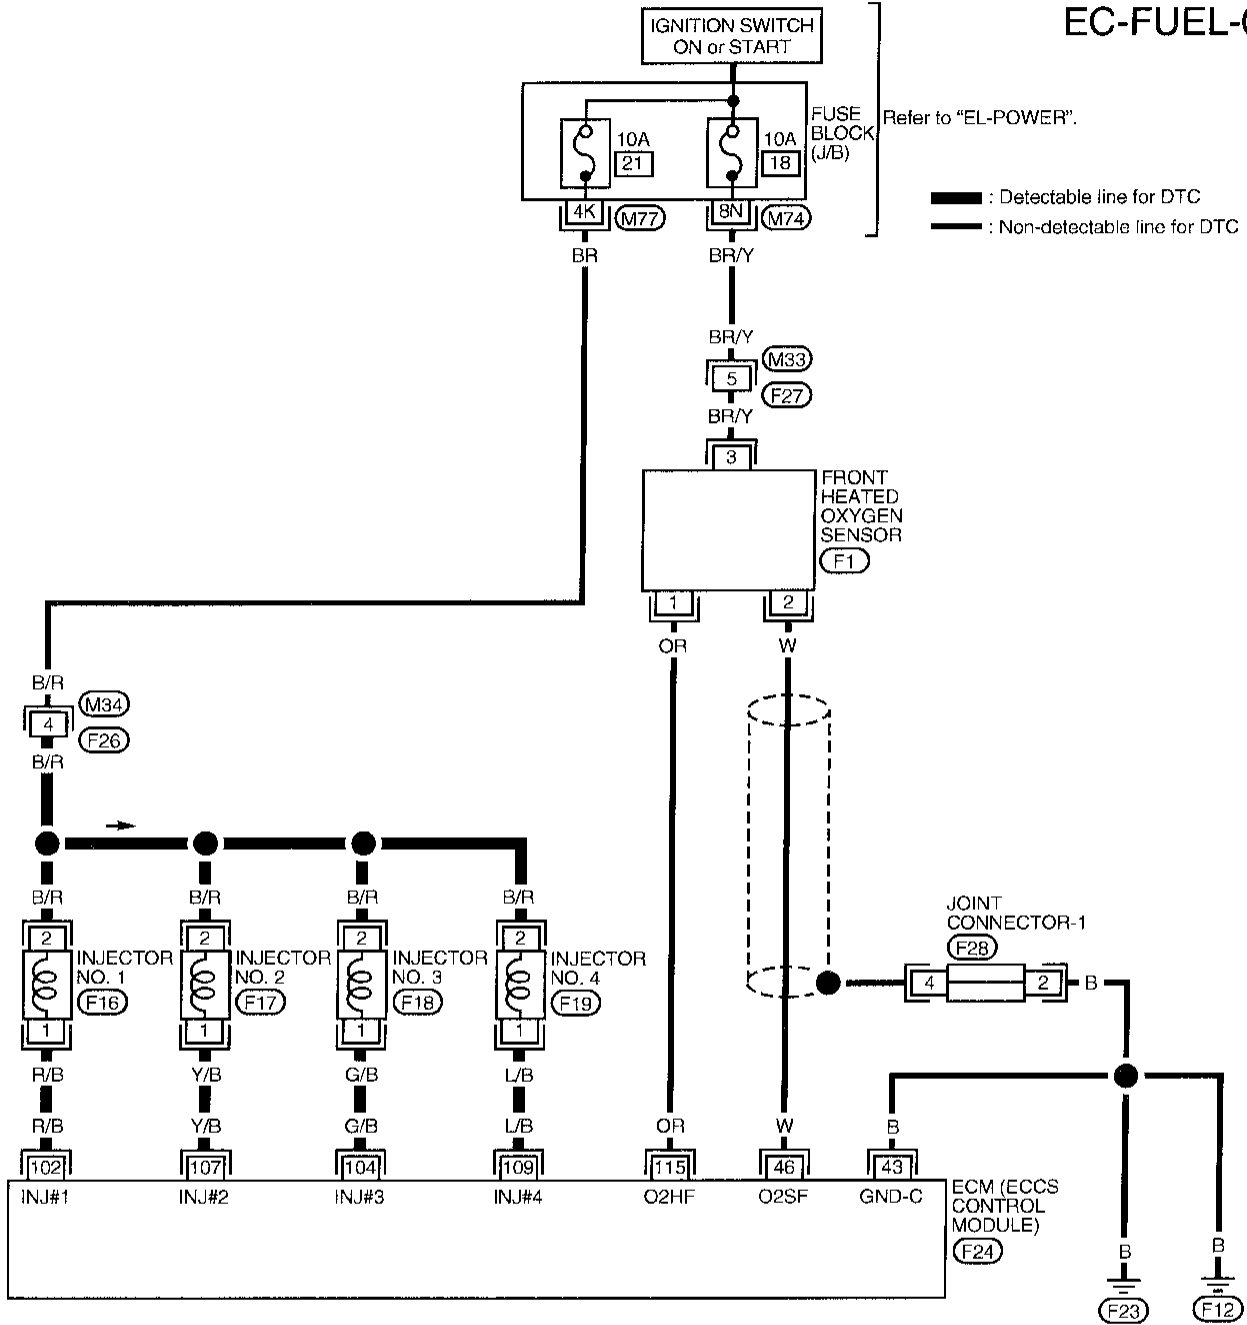 EC-FUEL-
IGNITION SWITCH
ON or START
FUSE
BLOCK
(J/B)
Refer to "EL-POWER".
10A
21
10A
18
4K
M77
8N
M74
: Detectable line for DTC
: Non-detectable line for DTC
BR
BR/Y
BR/Y
5
M33
F27
BR/Y
3
FRONT
HEATED
OXYGEN
SENSOR
F1
1
2
OR
W
B/R
4
M34
F26
B/R
B/R
B/R
B/R
B/R
2
2
2
2
INJECTOR
NO. 1
F16
INJECTOR
NO. 2
F17
INJECTOR
NO. 3
F18
INJECTOR
NO. 4
F19
1
1
1
1
JOINT
CONNECTOR-1
F28
4
2
B
R/B
Y/B
G/B
L/B
R/B
Y/B
G/B
L/B
OR
W
B
102
107
104
109
115
46
43
INJ#1
INJ#2
INJ#3
INJ#4
O2HF
O2SF
GND-C
ECM (ECCS
CONTROL
MODULE)
F24
B
B
F23
F12